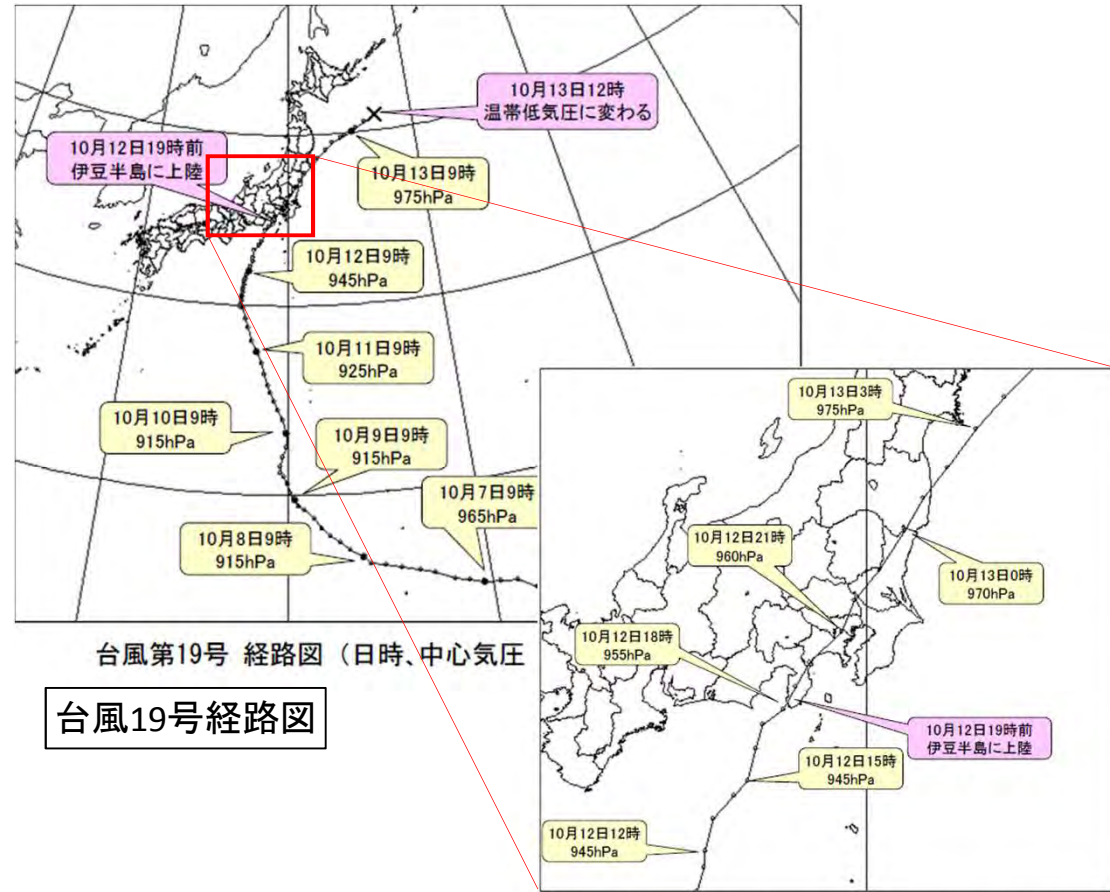 10月13日12時
温帯低気圧に変わる
10月12日19時前
伊豆半島に上陸
10月13日9時
975hPa
10月12日9時
945hPa
10月11日9時
925hPa
10月10日9時
915hPa
10月9日9時
915hPa
10月7日9時
965hPa
10月8日9時
915hPa
台風第19号 経路図 (日時、中心気圧
台風19号経路図
10月13日3時
975hPa
10月12日21時
960hPa
10月13日0時
970hPa
10月12日18時
955hPa
10月12日19時前
伊豆半島に上陸
10月12日15時
945hPa
10月12日12時
945hPa